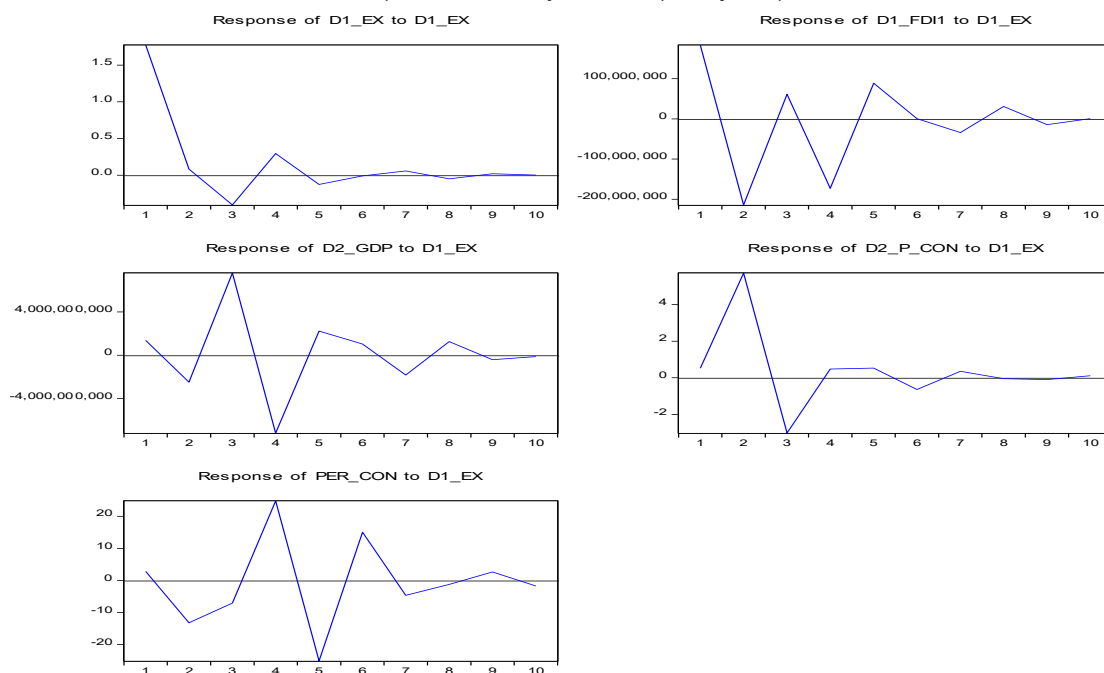 Response of D1_EX to D1_EX
1.5
1.0
0.5
0.0
1 2 3 4 5 6 7 8 9 10
Response of D1_FDI1 to D1_EX
100,000,000
0
-100,000,000
-200,000,000
1 2 3 4 5 6 7 8 9 10
Response of D2_GDP to D1_EX
4,000,000,000
0
-4,000,000,000
1 2 3 4 5 6 7 8 9 10
Response of D2_P_CON to D1_EX
4
2
0
-2
1 2 3 4 5 6 7 8 9 10
Response of PER_CON to D1_EX
20
10
0
-10
-20
1 2 3 4 5 6 7 8 9 10